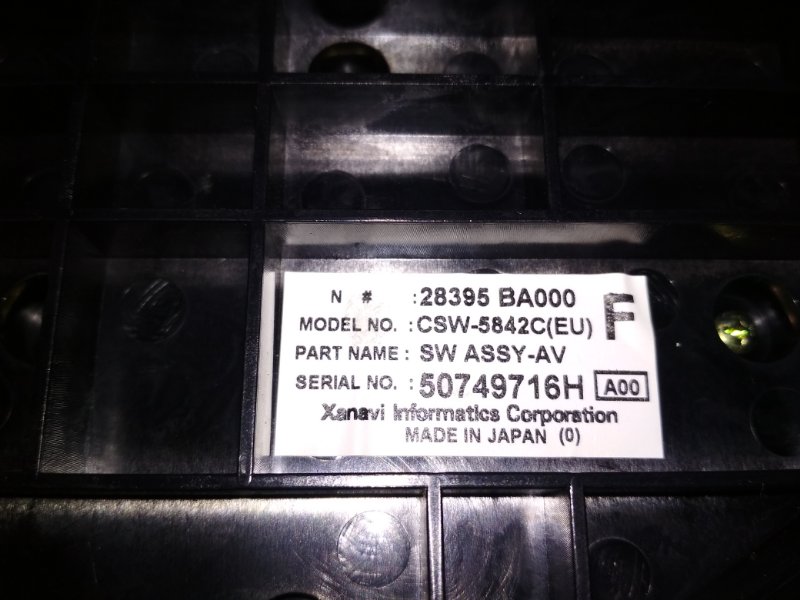 N # : 28395 BA000
F
MODEL NO. : CSW-5842C(EU)
PART NAME : SW ASSY-AV
SERIAL NO. : 50749716H A00
Xanavi Informatics Corporation
MADE IN JAPAN (0)